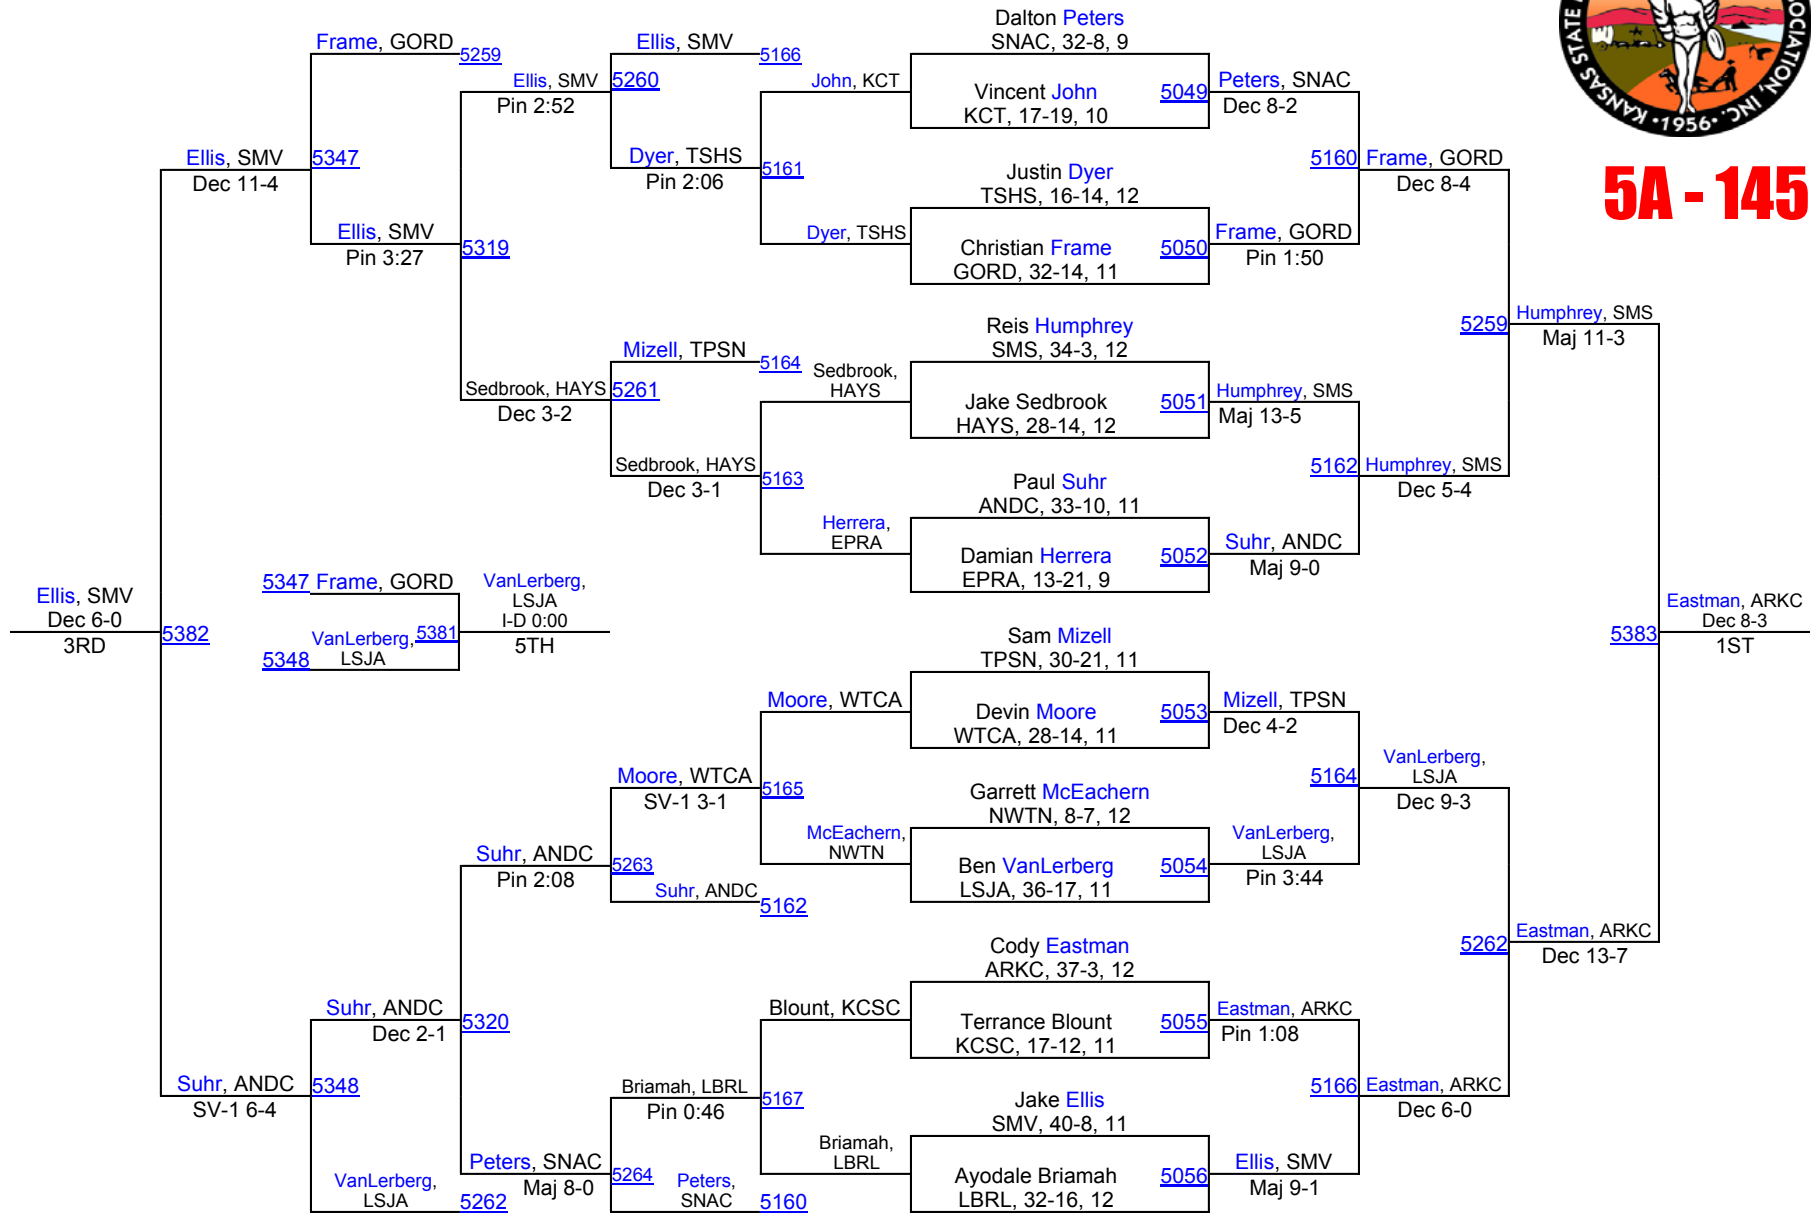 KANSAS STATE
OCIATION, INC.
·1956·
5A - 145
Frame, GORD
5259
Ellis, SMV
5347
Dec 11-4
Ellis, SMV
Pin 3:27
5319
Ellis, SMV
Pin 2:52
5260
Ellis, SMV
5166
Dyer, TSHS
Pin 2:06
5161
John, KCT
Dyer, TSHS
Sedbrook, HAYS
Dec 3-2
5261
Mizell, TPSN
5164
Sedbrook, HAYS
Dec 3-1
5163
Sedbrook,
HAYS
Herrera,
EPRA
Ellis, SMV
Dec 6-0
3RD
5382
5347 Frame, GORD
5348
VanLerberg,
LSJA
5381
VanLerberg,
LSJA
I-D 0:00
5TH
Moore, WTCA
McEachern,
NWTN
Moore, WTCA
SV-1 3-1
5165
Suhr, ANDC
Pin 2:08
5263
Suhr, ANDC
5162
Suhr, ANDC
Dec 2-1
5320
Suhr, ANDC
SV-1 6-4
5348
VanLerberg,
LSJA
5262
Peters, SNAC
Maj 8-0
5264
Peters,
SNAC
5160
Briamah, LBRL
Pin 0:46
5167
Blount, KCSC
Briamah,
LBRL
Dalton Peters
SNAC, 32-8, 9
Vincent John
KCT, 17-19, 10
5049
Peters, SNAC
Dec 8-2
Justin Dyer
TSHS, 16-14, 12
Christian Frame
GORD, 32-14, 11
5050
Frame, GORD
Pin 1:50
5160
Frame, GORD
Dec 8-4
Reis Humphrey
SMS, 34-3, 12
Jake Sedbrook
HAYS, 28-14, 12
5051
Humphrey, SMS
Maj 13-5
Paul Suhr
ANDC, 33-10, 11
Damian Herrera
EPRA, 13-21, 9
5052
Suhr, ANDC
Maj 9-0
5162
Humphrey, SMS
Dec 5-4
5259
Humphrey, SMS
Maj 11-3
Sam Mizell
TPSN, 30-21, 11
Devin Moore
WTCA, 28-14, 11
5053
Mizell, TPSN
Dec 4-2
Garrett McEachern
NWTN, 8-7, 12
Ben VanLerberg
LSJA, 36-17, 11
5054
VanLerberg,
LSJA
Pin 3:44
5164
VanLerberg,
LSJA
Dec 9-3
Cody Eastman
ARKC, 37-3, 12
Terrance Blount
KCSC, 17-12, 11
5055
Eastman, ARKC
Pin 1:08
Jake Ellis
SMV, 40-8, 11
Ayodale Briamah
LBRL, 32-16, 12
5056
Ellis, SMV
Maj 9-1
5166
Eastman, ARKC
Dec 6-0
5262
Eastman, ARKC
Dec 13-7
5383
Eastman, ARKC
Dec 8-3
1ST